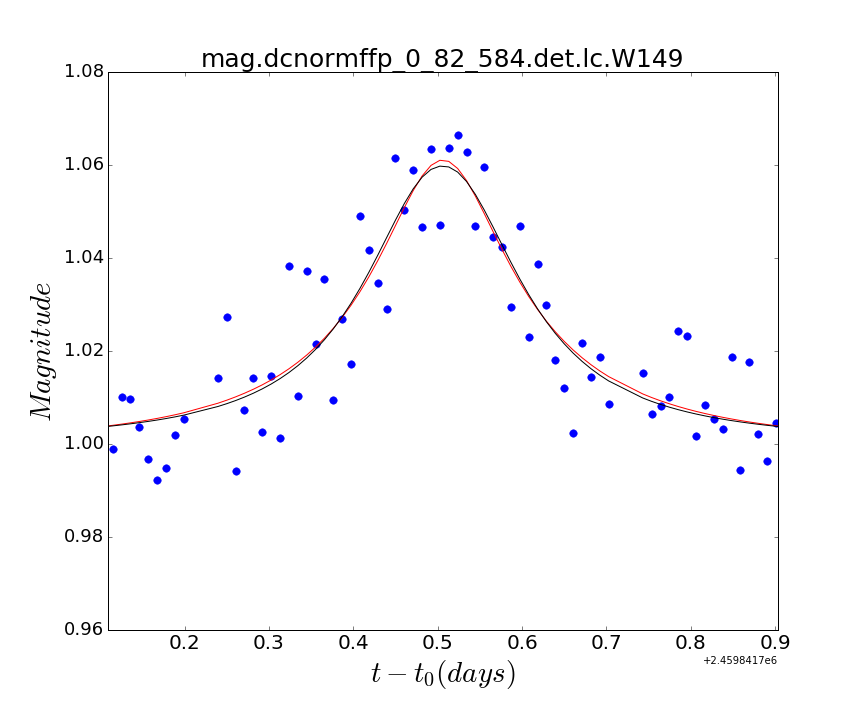 mag.dcnormffp_0_82_584.det.lc.W149
1.08
1.06
1.04
1.02
1.00
0.98
0.96
Magnitude
0.2 0.3 0.4 0.5 0.6 0.7 0.8 0.9
+2.4598417e6
t − t₀(days)